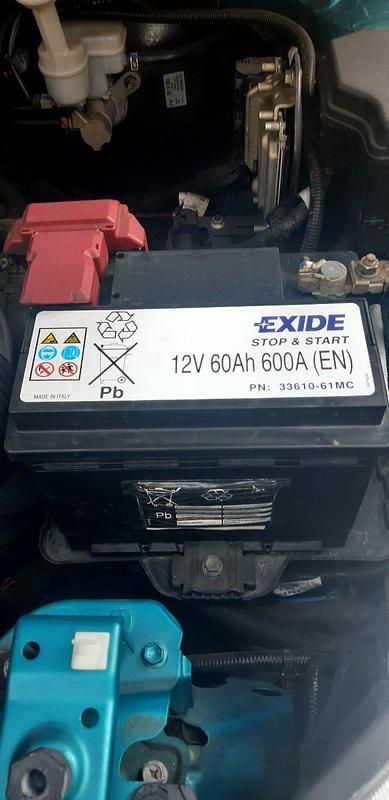 EXIDE
STOP & START
12V 60Ah 600A (EN)
PN: 33610-61MC
Pb
MADE IN ITALY
Pb